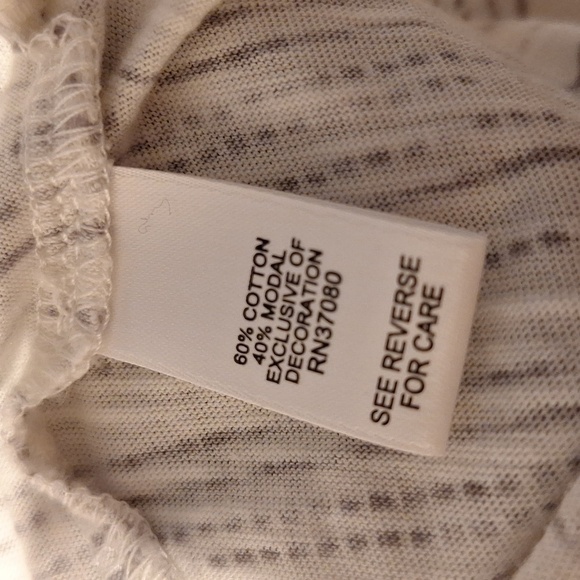 60% COTTON
40% MODAL
EXCLUSIVE OF
DECORATION
RN37080
SEE REVERSE
FOR CARE